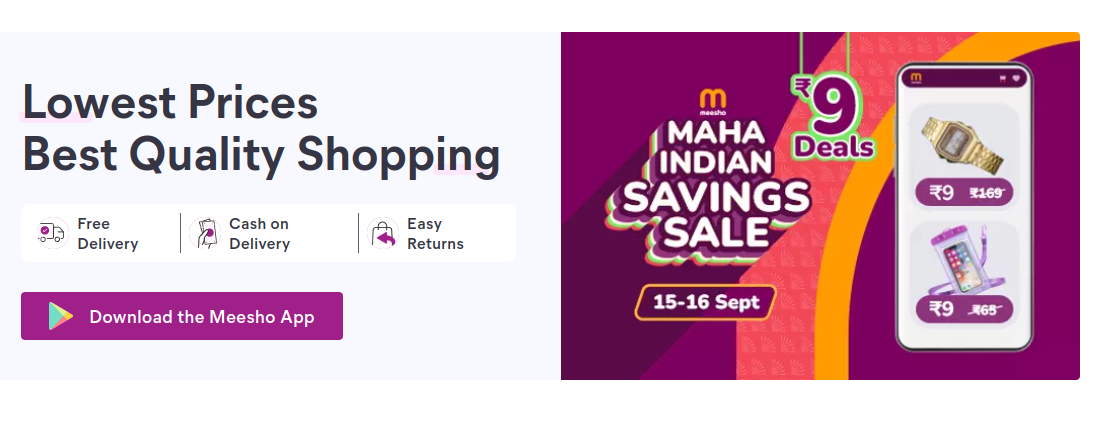 Lowest Prices
Best Quality Shopping
Free
Delivery
Cash on
Delivery
Easy
Returns
Download the Meesho App
meesho
MAHA
INDIAN
SAVINGS
SALE
15-16 Sept
₹9
Deals
₹9 ₹169
₹9 ₹65